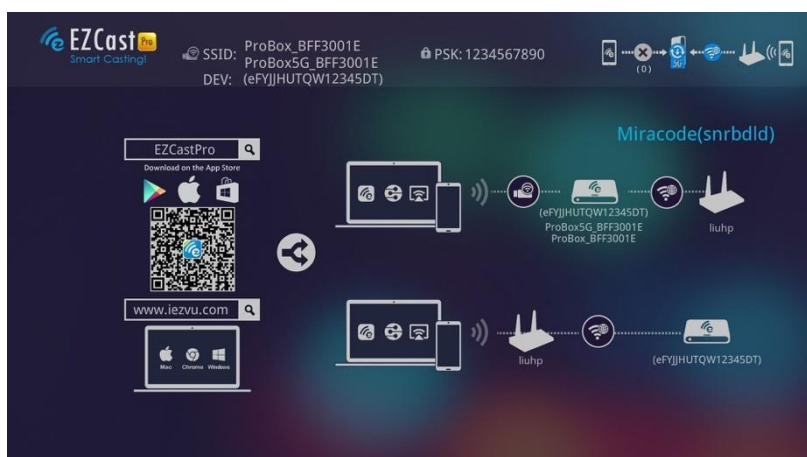 EZCast Pro
Smart Casting!
SSID: ProBox_BFF3001E
ProBox5G_BFF3001E
DEV: (eFYJJHUTQW12345DT)
PSK: 1234567890
(0)
5G
Miracode(snrbdld)
EZCastPro
Download on the App Store
(eFYJJHUTQW12345DT)
ProBox5G_BFF3001E
ProBox_BFF3001E
liuhp
www.iezvu.com
Mac Chrome Windows
liuhp
(eFYJJHUTQW12345DT)